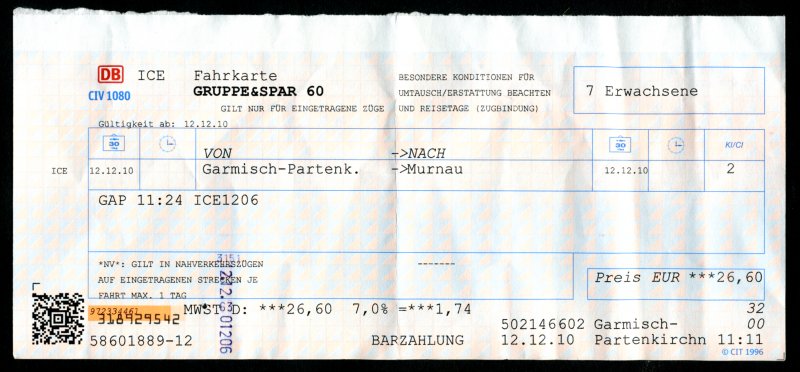 DB ICE Fahrkarte BESONDERE KONDITIONEN FÜR
CIV 1080 GRUPPE&SPAR 60 UMTAUSCH/ERSTATTUNG BEACHTEN 7 Erwachsene
GILT NUR FÜR EINGETRAGENE ZÜGE UND REISETAGE (ZUGBINDUNG)
Gültigkeit ab: 12.12.10
30 30 Kl/Cl
VON ->NACH
ICE 12.12.10 Garmisch-Partenk. ->Murnau 12.12.10 2
GAP 11:24 ICE1206
*NV*: GILT IN NAHVERKEHRSZÜGEN -------
AUF EINGETRAGENEN STRECKEN JE
FAHRT MAX. 1 TAG
Preis EUR ***26,60
972334461 MWST D: ***26,60 7,0% =***1,74 32
318929542 502146602 Garmisch- 00
58601889-12 BARZAHLUNG 12.12.10 Partenkirchn 11:11
© CIT 1996